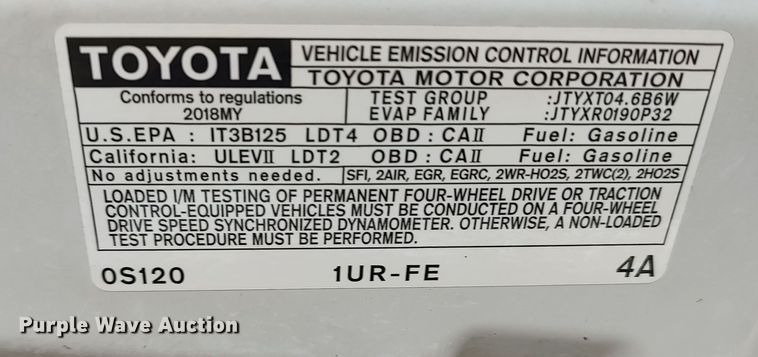 TOYOTA VEHICLE EMISSION CONTROL INFORMATION
TOYOTA MOTOR CORPORATION
Conforms to regulations TEST GROUP :JTYXT04.6B6W
2018MY EVAP FAMILY :JTYXR0190P32
U.S.EPA : IT3B125 LDT4 OBD : CAII Fuel: Gasoline
California: ULEVII LDT2 OBD : CAII Fuel: Gasoline
No adjustments needed. SFI, 2AIR, EGR, EGRC, 2WR-HO2S, 2TWC(2), 2HO2S
LOADED I/M TESTING OF PERMANENT FOUR-WHEEL DRIVE OR TRACTION
CONTROL-EQUIPPED VEHICLES MUST BE CONDUCTED ON A FOUR-WHEEL
DRIVE SPEED SYNCHRONIZED DYNAMOMETER. OTHERWISE, A NON-LOADED
TEST PROCEDURE MUST BE PERFORMED.
0S120 1UR-FE 4A
Purple Wave Auction